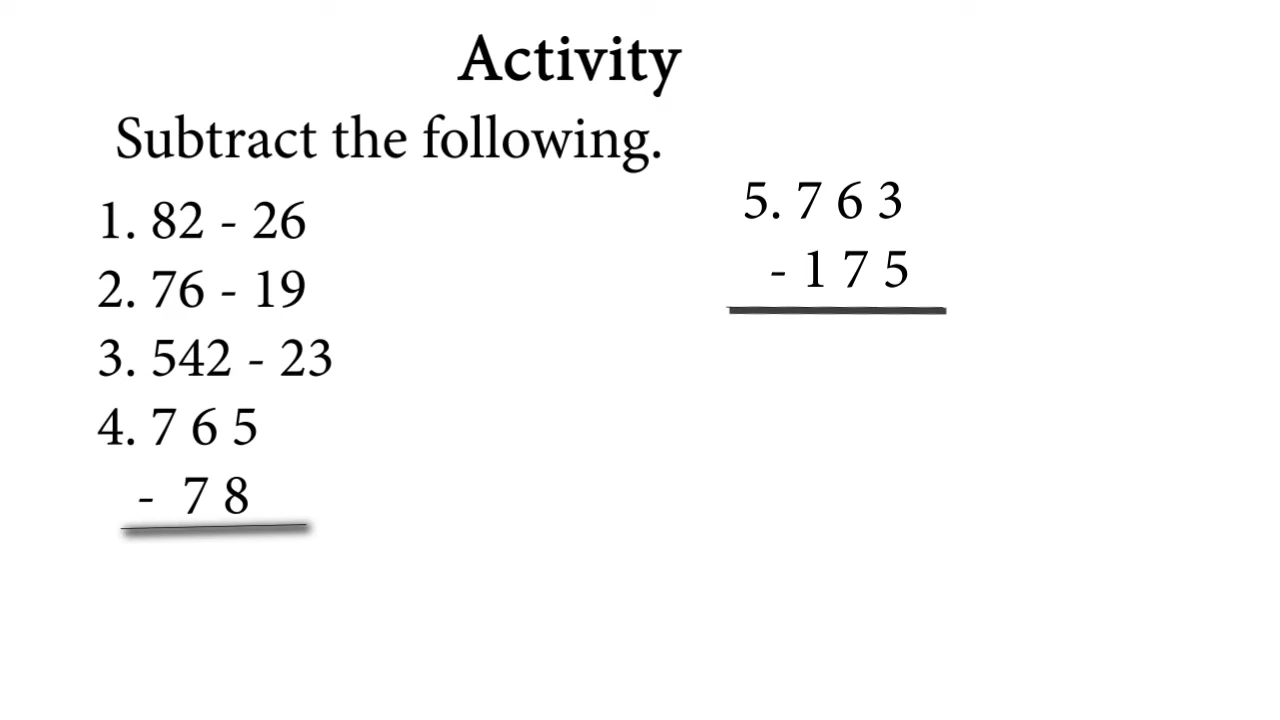 Activity
Subtract the following.
1. 82 - 26
2. 76 - 19
3. 542 - 23
4. 7 6 5
- 7 8
5. 7 6 3
- 1 7 5